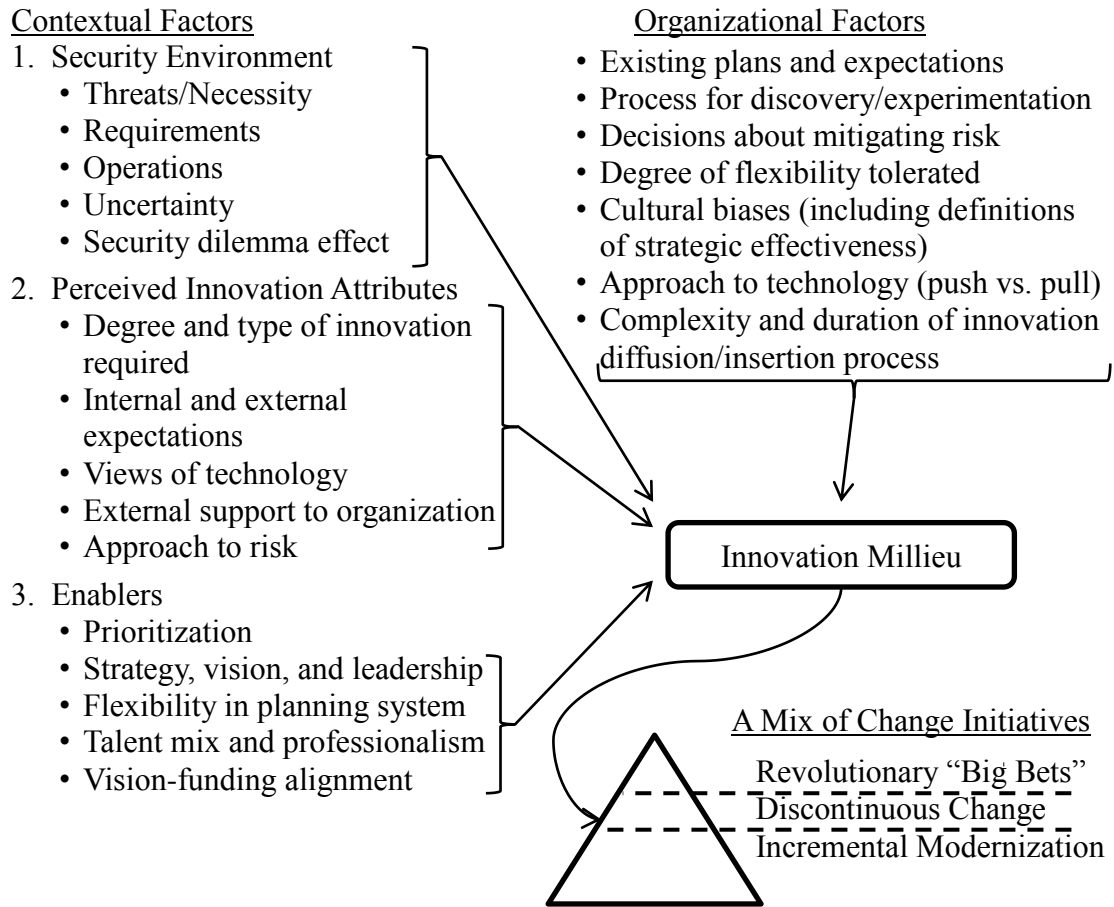 Contextual Factors
1. Security Environment
• Threats/Necessity
• Requirements
• Operations
• Uncertainty
• Security dilemma effect
2. Perceived Innovation Attributes
• Degree and type of innovation
required
• Internal and external
expectations
• Views of technology
• External support to organization
• Approach to risk
3. Enablers
• Prioritization
• Strategy, vision, and leadership
• Flexibility in planning system
• Talent mix and professionalism
• Vision-funding alignment
Organizational Factors
• Existing plans and expectations
• Process for discovery/experimentation
• Decisions about mitigating risk
• Degree of flexibility tolerated
• Cultural biases (including definitions
of strategic effectiveness)
• Approach to technology (push vs. pull)
• Complexity and duration of innovation
diffusion/insertion process
Innovation Millieu
A Mix of Change Initiatives
Revolutionary “Big Bets”
Discontinuous Change
Incremental Modernization